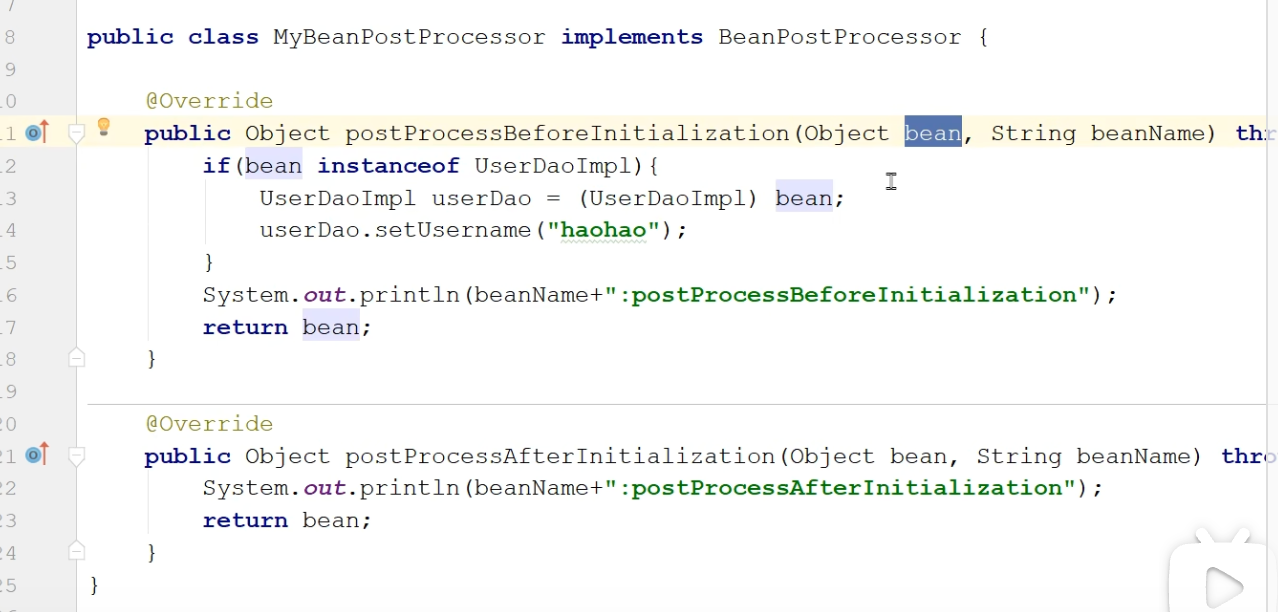 7
8 public class MyBeanPostProcessor implements BeanPostProcessor {
9
10 @Override
11 public Object postProcessBeforeInitialization(Object bean, String beanName) thr
12 if(bean instanceof UserDaoImpl){
13 UserDaoImpl userDao = (UserDaoImpl) bean;
14 userDao.setUsername("haohao");
15 }
16 System.out.println(beanName+":postProcessBeforeInitialization");
17 return bean;
18 }
19
20 @Override
21 public Object postProcessAfterInitialization(Object bean, String beanName) thro
22 System.out.println(beanName+":postProcessAfterInitialization");
23 return bean;
24 }
25 }